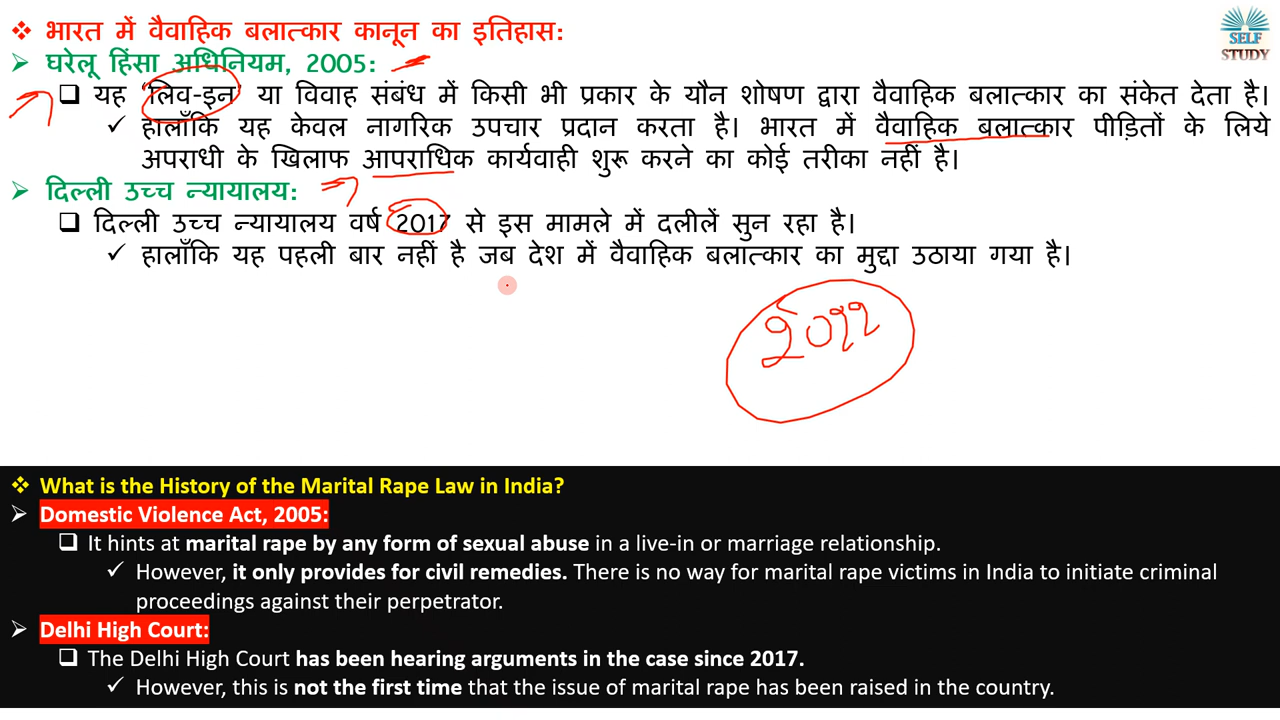 ❖ भारत में वैवाहिक बलात्कार कानून का इतिहास:
SELF
STUDY
➢ घरेलू हिंसा अधिनियम, 2005:
❑ यह 'लिव-इन' या विवाह संबंध में किसी भी प्रकार के यौन शोषण द्वारा वैवाहिक बलात्कार का संकेत देता है।
✓ हालाँकि यह केवल नागरिक उपचार प्रदान करता है। भारत में वैवाहिक बलात्कार पीड़ितों के लिये
अपराधी के खिलाफ आपराधिक कार्यवाही शुरू करने का कोई तरीका नहीं है।
➢ दिल्ली उच्च न्यायालय:
❑ दिल्ली उच्च न्यायालय वर्ष 2017 से इस मामले में दलीलें सुन रहा है।
✓ हालाँकि यह पहली बार नहीं है जब देश में वैवाहिक बलात्कार का मुद्दा उठाया गया है।
2022
❖ What is the History of the Marital Rape Law in India?
➢ Domestic Violence Act, 2005:
❑ It hints at marital rape by any form of sexual abuse in a live-in or marriage relationship.
✓ However, it only provides for civil remedies. There is no way for marital rape victims in India to initiate criminal
proceedings against their perpetrator.
➢ Delhi High Court:
❑ The Delhi High Court has been hearing arguments in the case since 2017.
✓ However, this is not the first time that the issue of marital rape has been raised in the country.